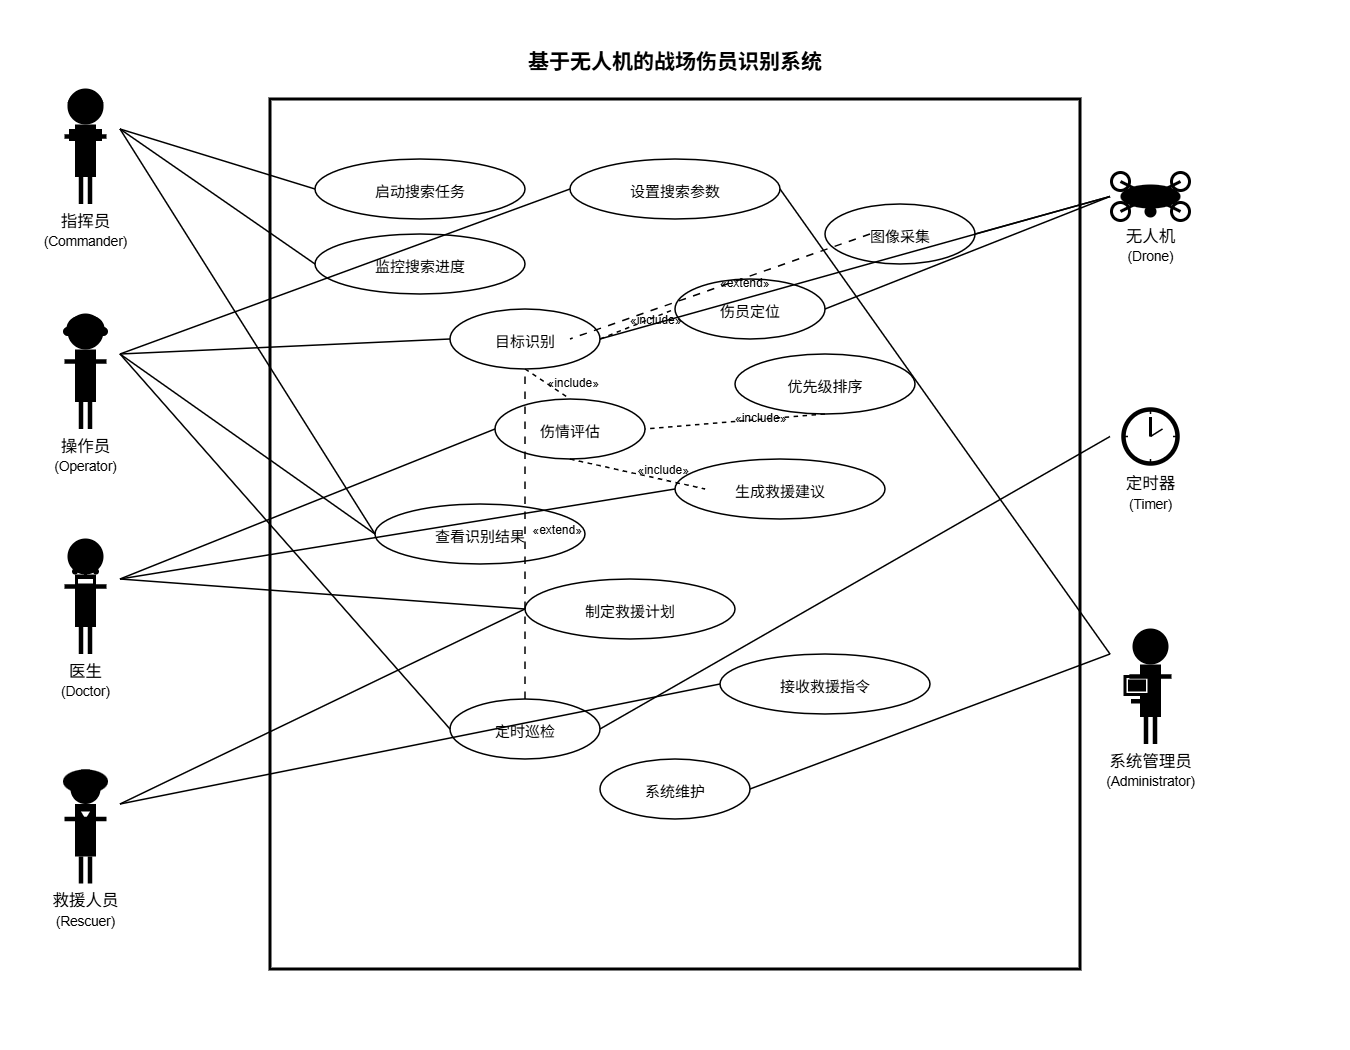 基于无人机的战场伤员识别系统
指挥员
(Commander)
启动搜索任务
设置搜索参数
图像采集
无人机
(Drone)
监控搜索进度
«extend»
伤员定位
«include»
目标识别
操作员
(Operator)
«include»
优先级排序
«include»
伤情评估
«include»
生成救援建议
定时器
(Timer)
查看识别结果
«extend»
制定救援计划
医生
(Doctor)
接收救援指令
定时巡检
系统维护
系统管理员
(Administrator)
救援人员
(Rescuer)